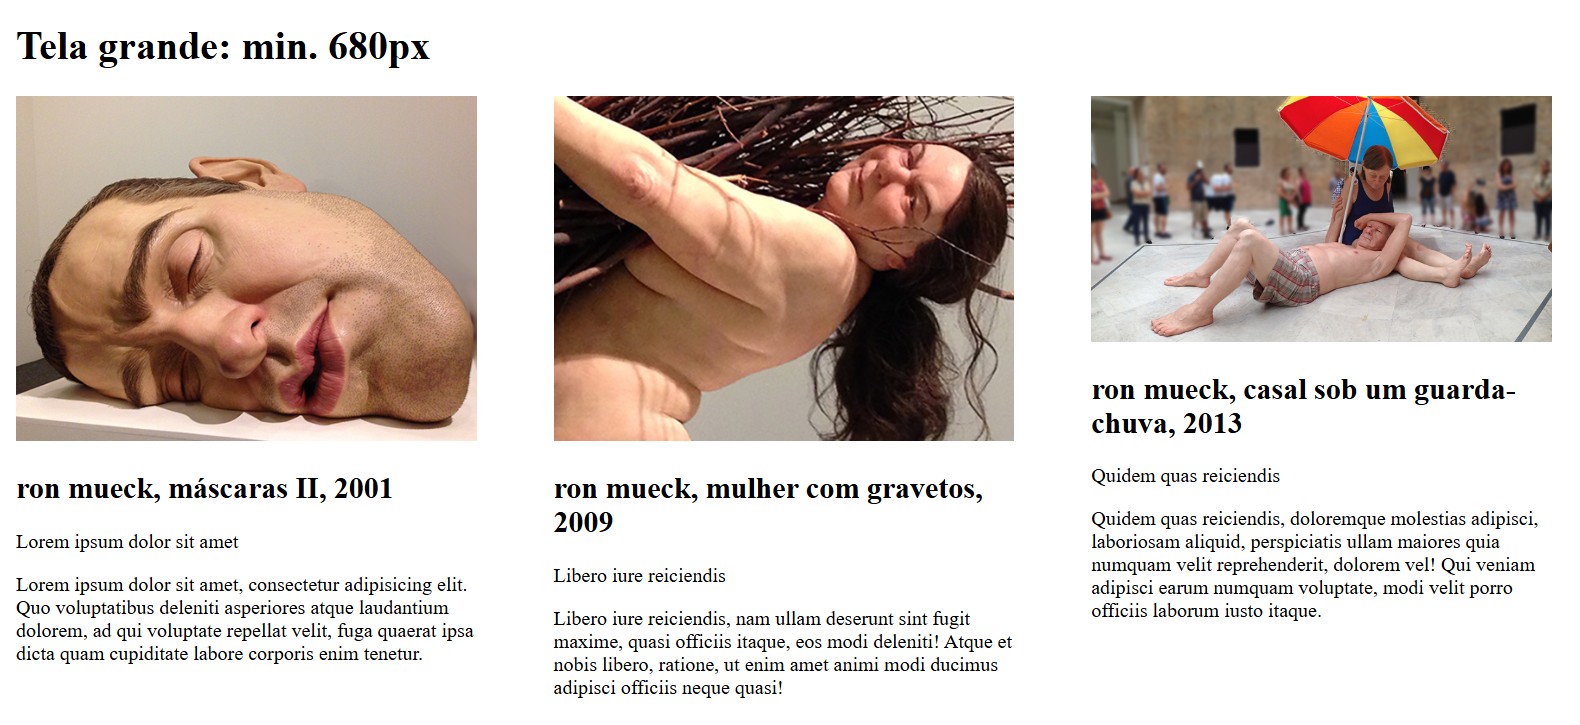 Tela grande: min. 680px
ron mueck, máscaras II, 2001
Lorem ipsum dolor sit amet
Lorem ipsum dolor sit amet, consectetur adipisicing elit.
Quo voluptatibus deleniti asperiores atque laudantium
dolorem, ad qui voluptate repellat velit, fuga quaerat ipsa
dicta quam cupiditate labore corporis enim tenetur.
ron mueck, mulher com gravetos,
2009
Libero iure reiciendis
Libero iure reiciendis, nam ullam deserunt sint fugit
maxime, quasi officiis itaque, eos modi deleniti! Atque et
nobis libero, ratione, ut enim amet animi modi ducimus
adipisci officiis neque quasi!
ron mueck, casal sob um guarda-
chuva, 2013
Quidem quas reiciendis
Quidem quas reiciendis, doloremque molestias adipisci,
laboriosam aliquid, perspiciatis ullam maiores quia
numquam velit reprehenderit, dolorem vel! Qui veniam
adipisci earum numquam voluptate, modi velit porro
officiis laborum iusto itaque.